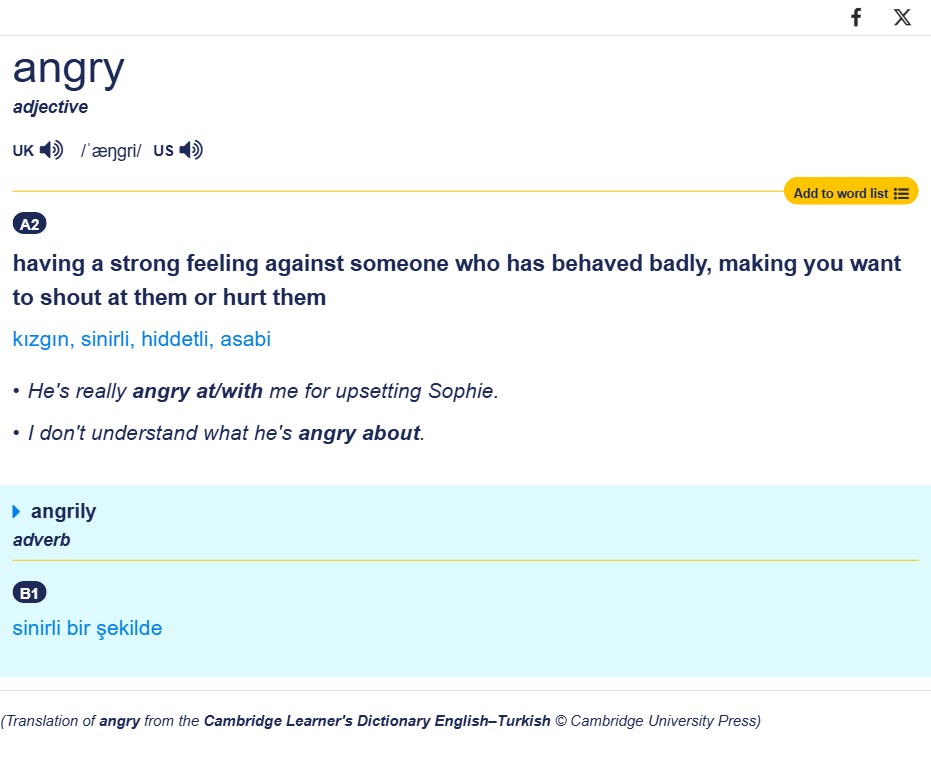 angry
adjective
UK /ˈæŋɡri/ US
Add to word list
A2
having a strong feeling against someone who has behaved badly, making you want
to shout at them or hurt them
kızgın, sinirli, hiddetli, asabi
• He's really angry at/with me for upsetting Sophie.
• I don't understand what he's angry about.
angrily
adverb
B1
sinirli bir şekilde
(Translation of angry from the Cambridge Learner's Dictionary English–Turkish © Cambridge University Press)